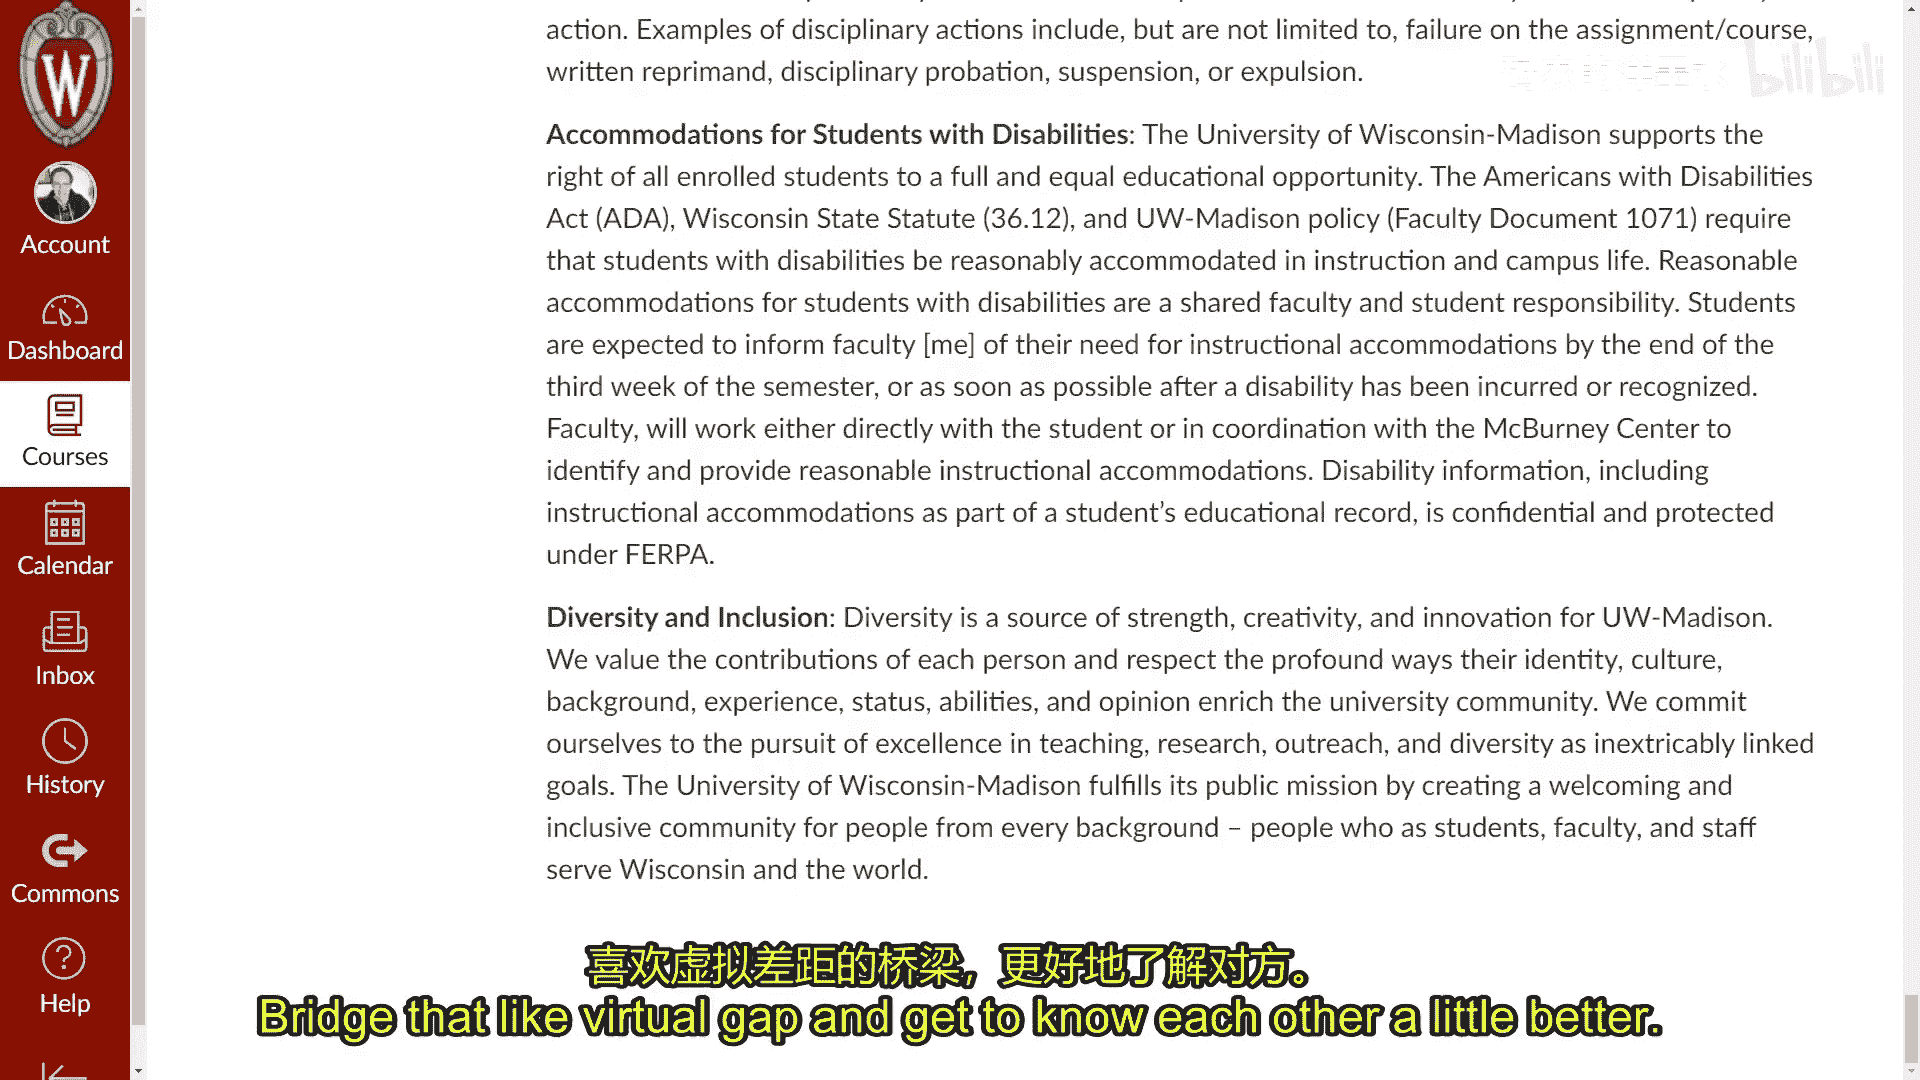 action. Examples of disciplinary actions include, but are not limited to, failure on the assignment/course,
written reprimand, disciplinary probation, suspension, or expulsion.
bilibili
Accommodations for Students with Disabilities: The University of Wisconsin-Madison supports the
right of all enrolled students to a full and equal educational opportunity. The Americans with Disabilities
Act (ADA), Wisconsin State Statute (36.12), and UW-Madison policy (Faculty Document 1071) require
that students with disabilities be reasonably accommodated in instruction and campus life. Reasonable
accommodations for students with disabilities are a shared faculty and student responsibility. Students
are expected to inform faculty [me] of their need for instructional accommodations by the end of the
third week of the semester, or as soon as possible after a disability has been incurred or recognized.
Faculty, will work either directly with the student or in coordination with the McBurney Center to
identify and provide reasonable instructional accommodations. Disability information, including
instructional accommodations as part of a student’s educational record, is confidential and protected
under FERPA.
Diversity and Inclusion: Diversity is a source of strength, creativity, and innovation for UW-Madison.
We value the contributions of each person and respect the profound ways their identity, culture,
background, experience, status, abilities, and opinion enrich the university community. We commit
ourselves to the pursuit of excellence in teaching, research, outreach, and diversity as inextricably linked
goals. The University of Wisconsin-Madison fulfills its public mission by creating a welcoming and
inclusive community for people from every background – people who as students, faculty, and staff
serve Wisconsin and the world.
W
Account
Dashboard
Courses
Calendar
Inbox
History
Commons
Help
喜欢虚拟差距的桥梁，更好地了解对方。
Bridge that like virtual gap and get to know each other a little better.